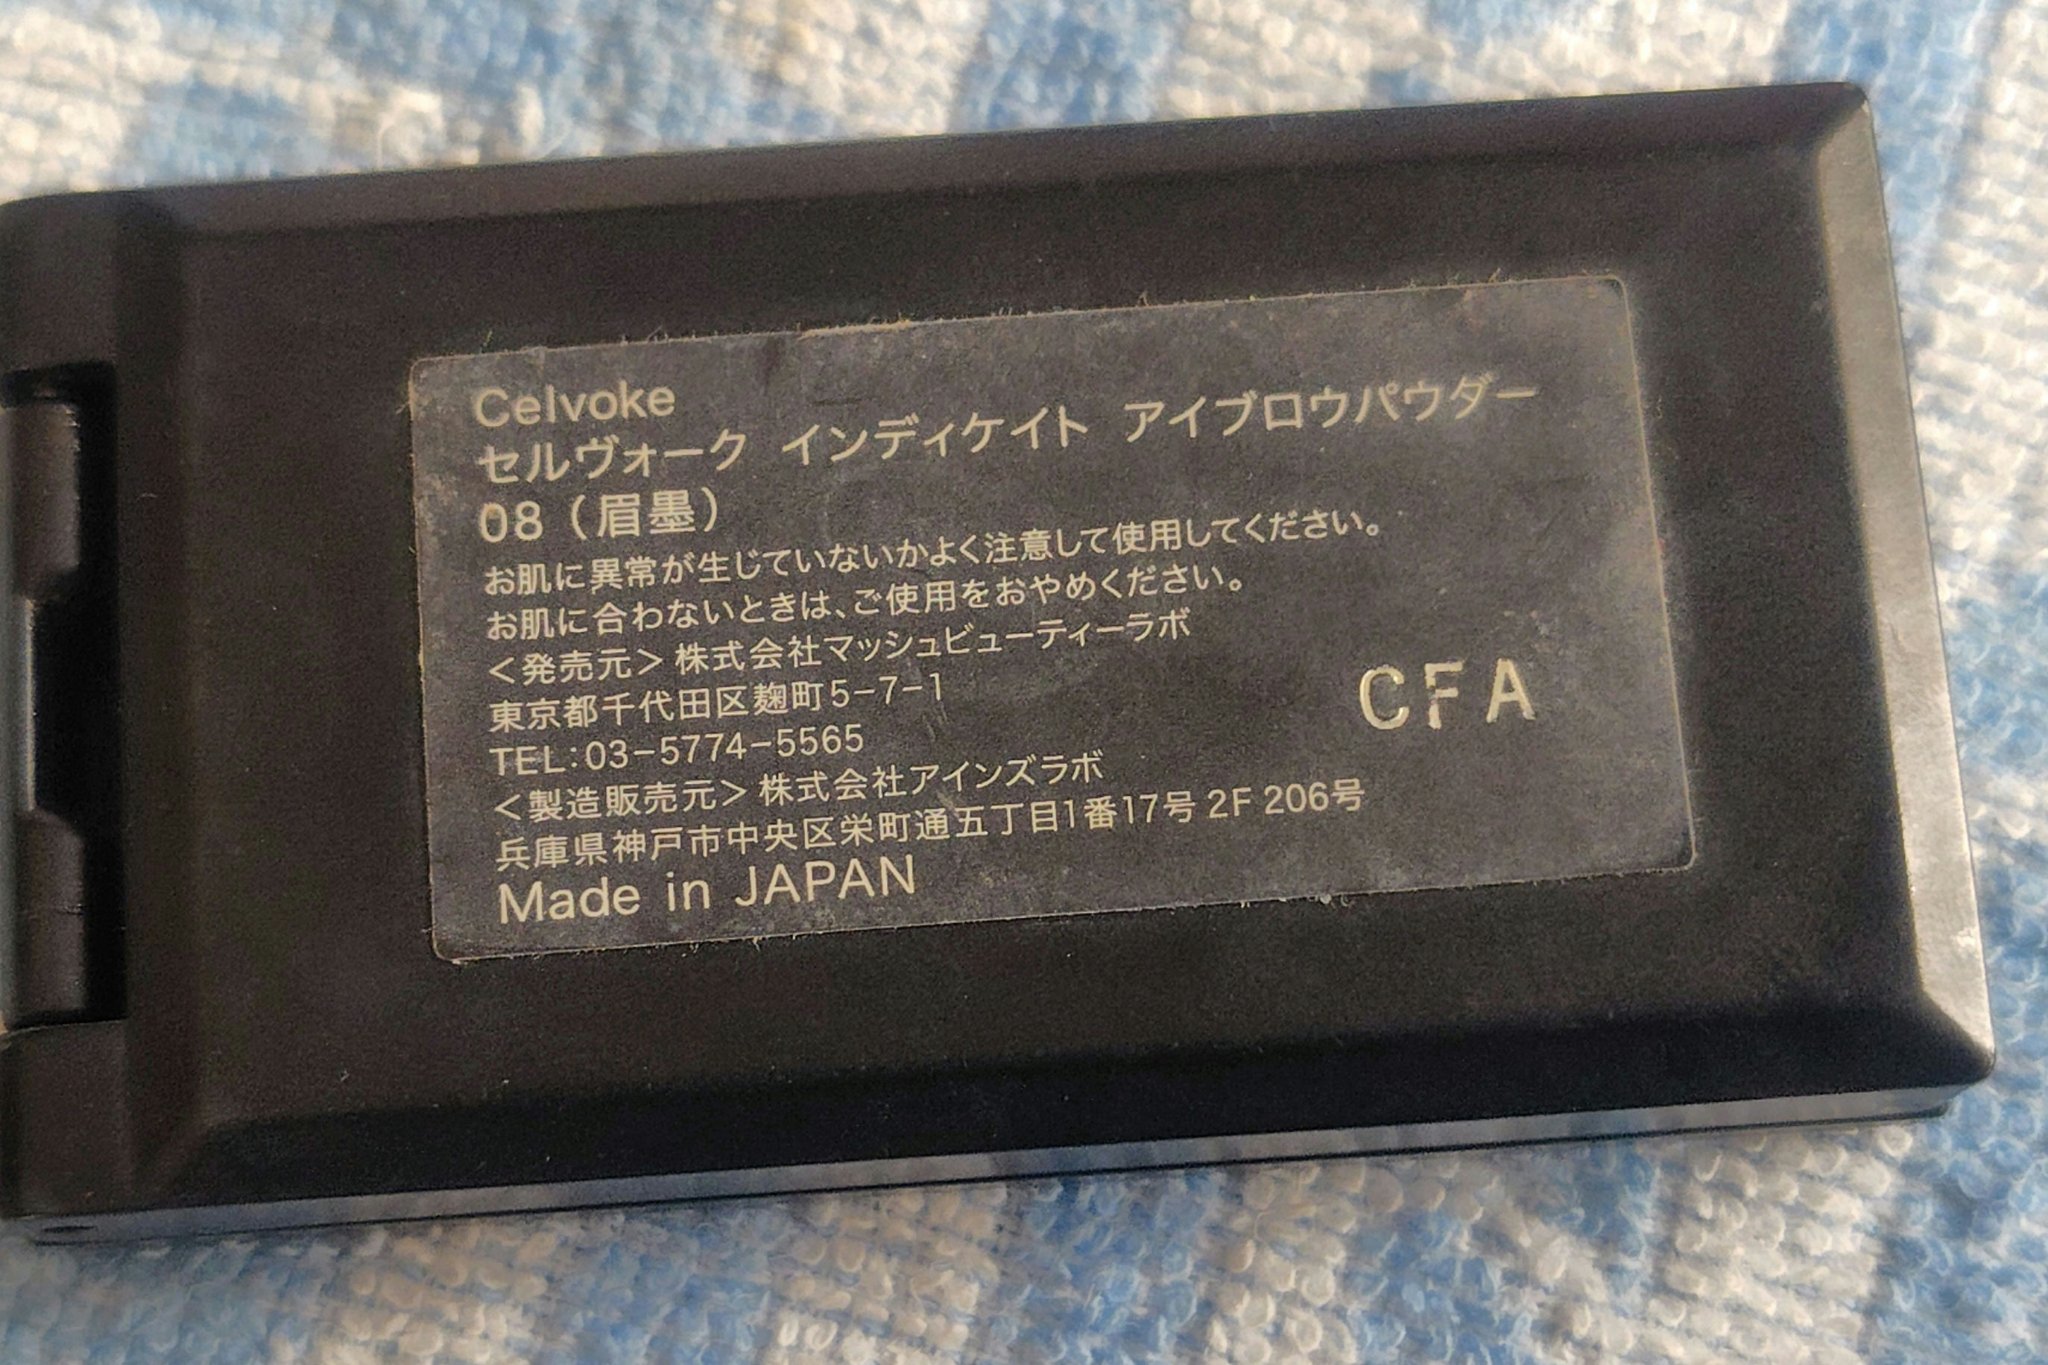 Celvoke
セルヴォーク インディケイト アイブロウパウダー
08（眉墨）
お肌に異常が生じていないかよく注意して使用してください。
お肌に合わないときは、ご使用をおやめください。
＜発売元＞株式会社マッシュビューティーラボ
東京都千代田区麹町5-7-1
TEL：03-5774-5565
＜製造販売元＞株式会社アインズラボ
兵庫県神戸市中央区栄町通五丁目1番17号 2F 206号
Made in JAPAN
CFA